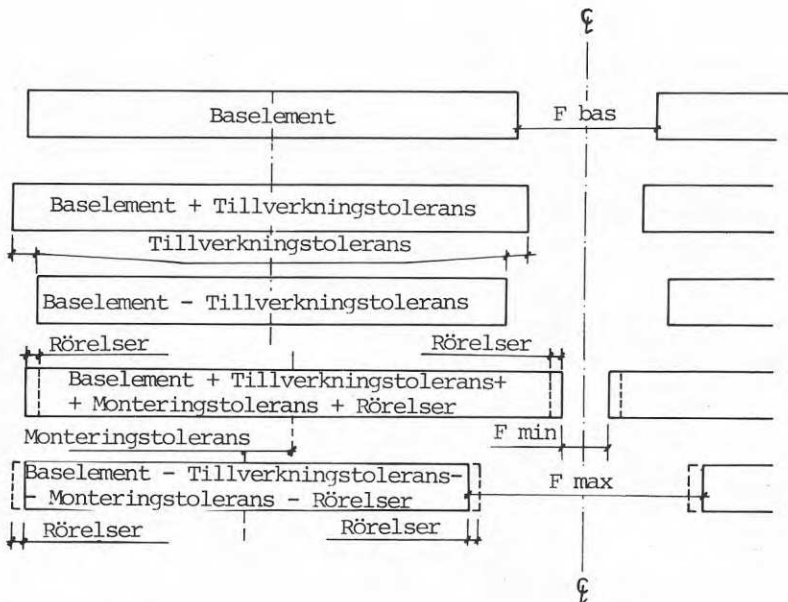 ℄
Baselement
F bas
Baselement + Tillverkningstolerans
Tillverkningstolerans
Baselement - Tillverkningstolerans
Rörelser
Rörelser
Baselement + Tillverkningstolerans+
+ Monteringstolerans + Rörelser
F min
Monteringstolerans
Baselement - Tillverkningstolerans-
- Monteringstolerans - Rörelser
F max
Rörelser
Rörelser
℄